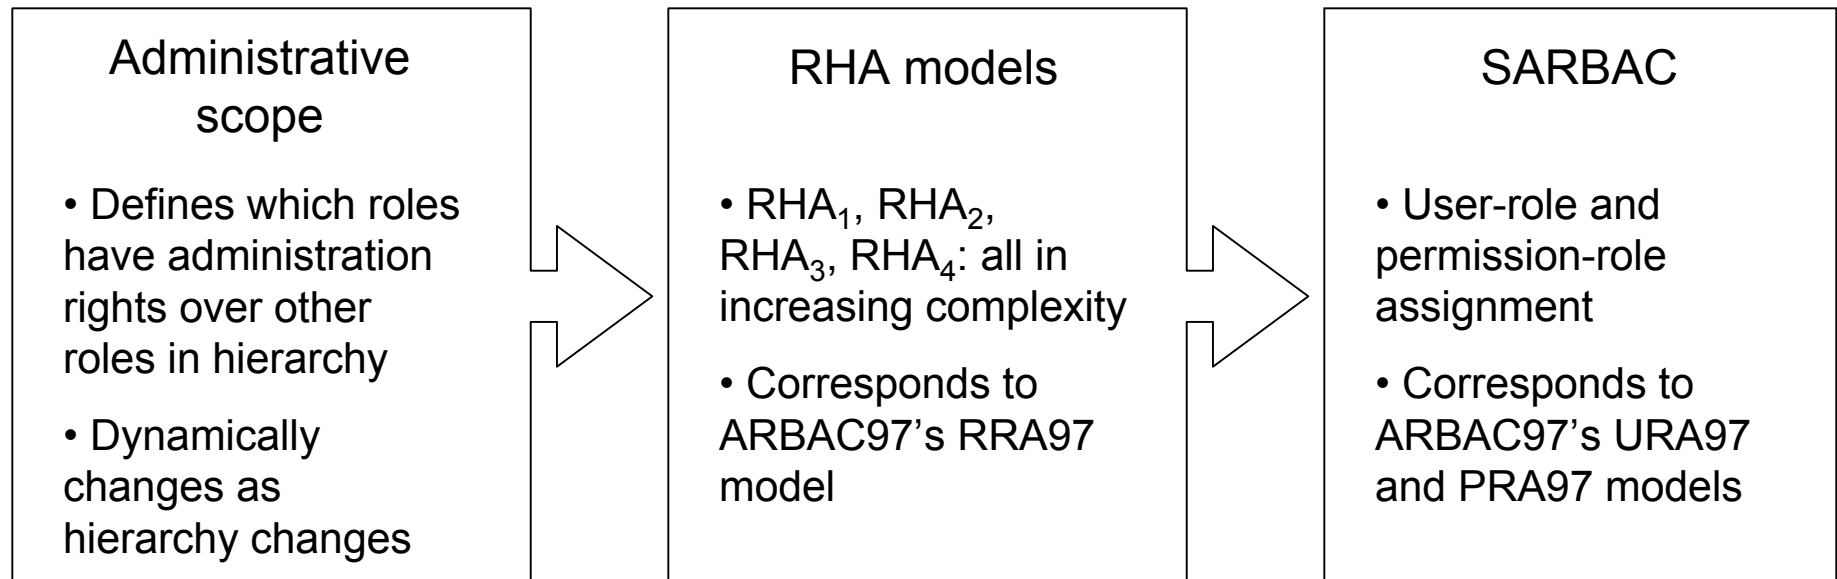 Administrative
scope
• Defines which roles
have administration
rights over other
roles in hierarchy
• Dynamically
changes as
hierarchy changes
RHA models
• RHA₁, RHA₂,
RHA₃, RHA₄: all in
increasing complexity
• Corresponds to
ARBAC97’s RRA97
model
SARBAC
• User-role and
permission-role
assignment
• Corresponds to
ARBAC97’s URA97
and PRA97 models